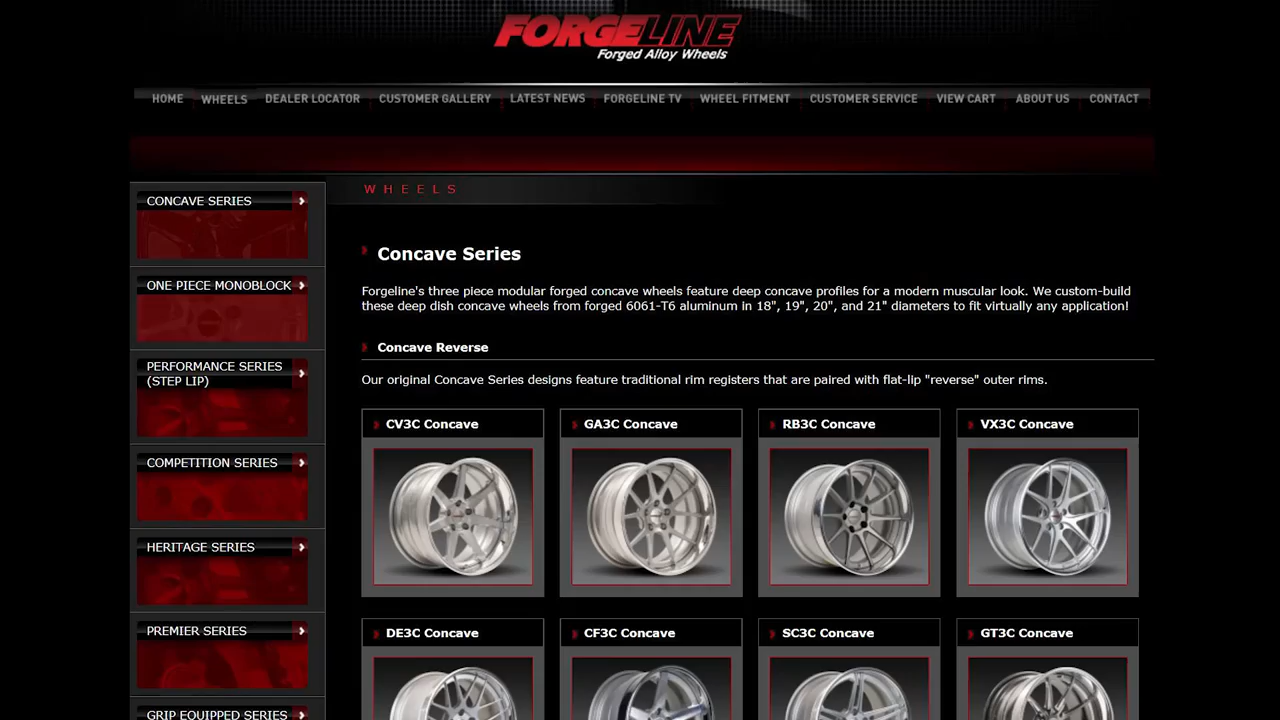 FORGELINE
Forged Alloy Wheels
HOME WHEELS DEALER LOCATOR CUSTOMER GALLERY LATEST NEWS FORGELINE TV WHEEL FITMENT CUSTOMER SERVICE VIEW CART ABOUT US CONTACT
WHEELS
CONCAVE SERIES
ONE PIECE MONOBLOCK
PERFORMANCE SERIES
(STEP LIP)
COMPETITION SERIES
HERITAGE SERIES
PREMIER SERIES
GRIP EQUIPPED SERIES
Concave Series
Forgeline's three piece modular forged concave wheels feature deep concave profiles for a modern muscular look. We custom-build
these deep dish concave wheels from forged 6061-T6 aluminum in 18", 19", 20", and 21" diameters to fit virtually any application!
Concave Reverse
Our original Concave Series designs feature traditional rim registers that are paired with flat-lip "reverse" outer rims.
CV3C Concave GA3C Concave RB3C Concave VX3C Concave
DE3C Concave CF3C Concave SC3C Concave GT3C Concave